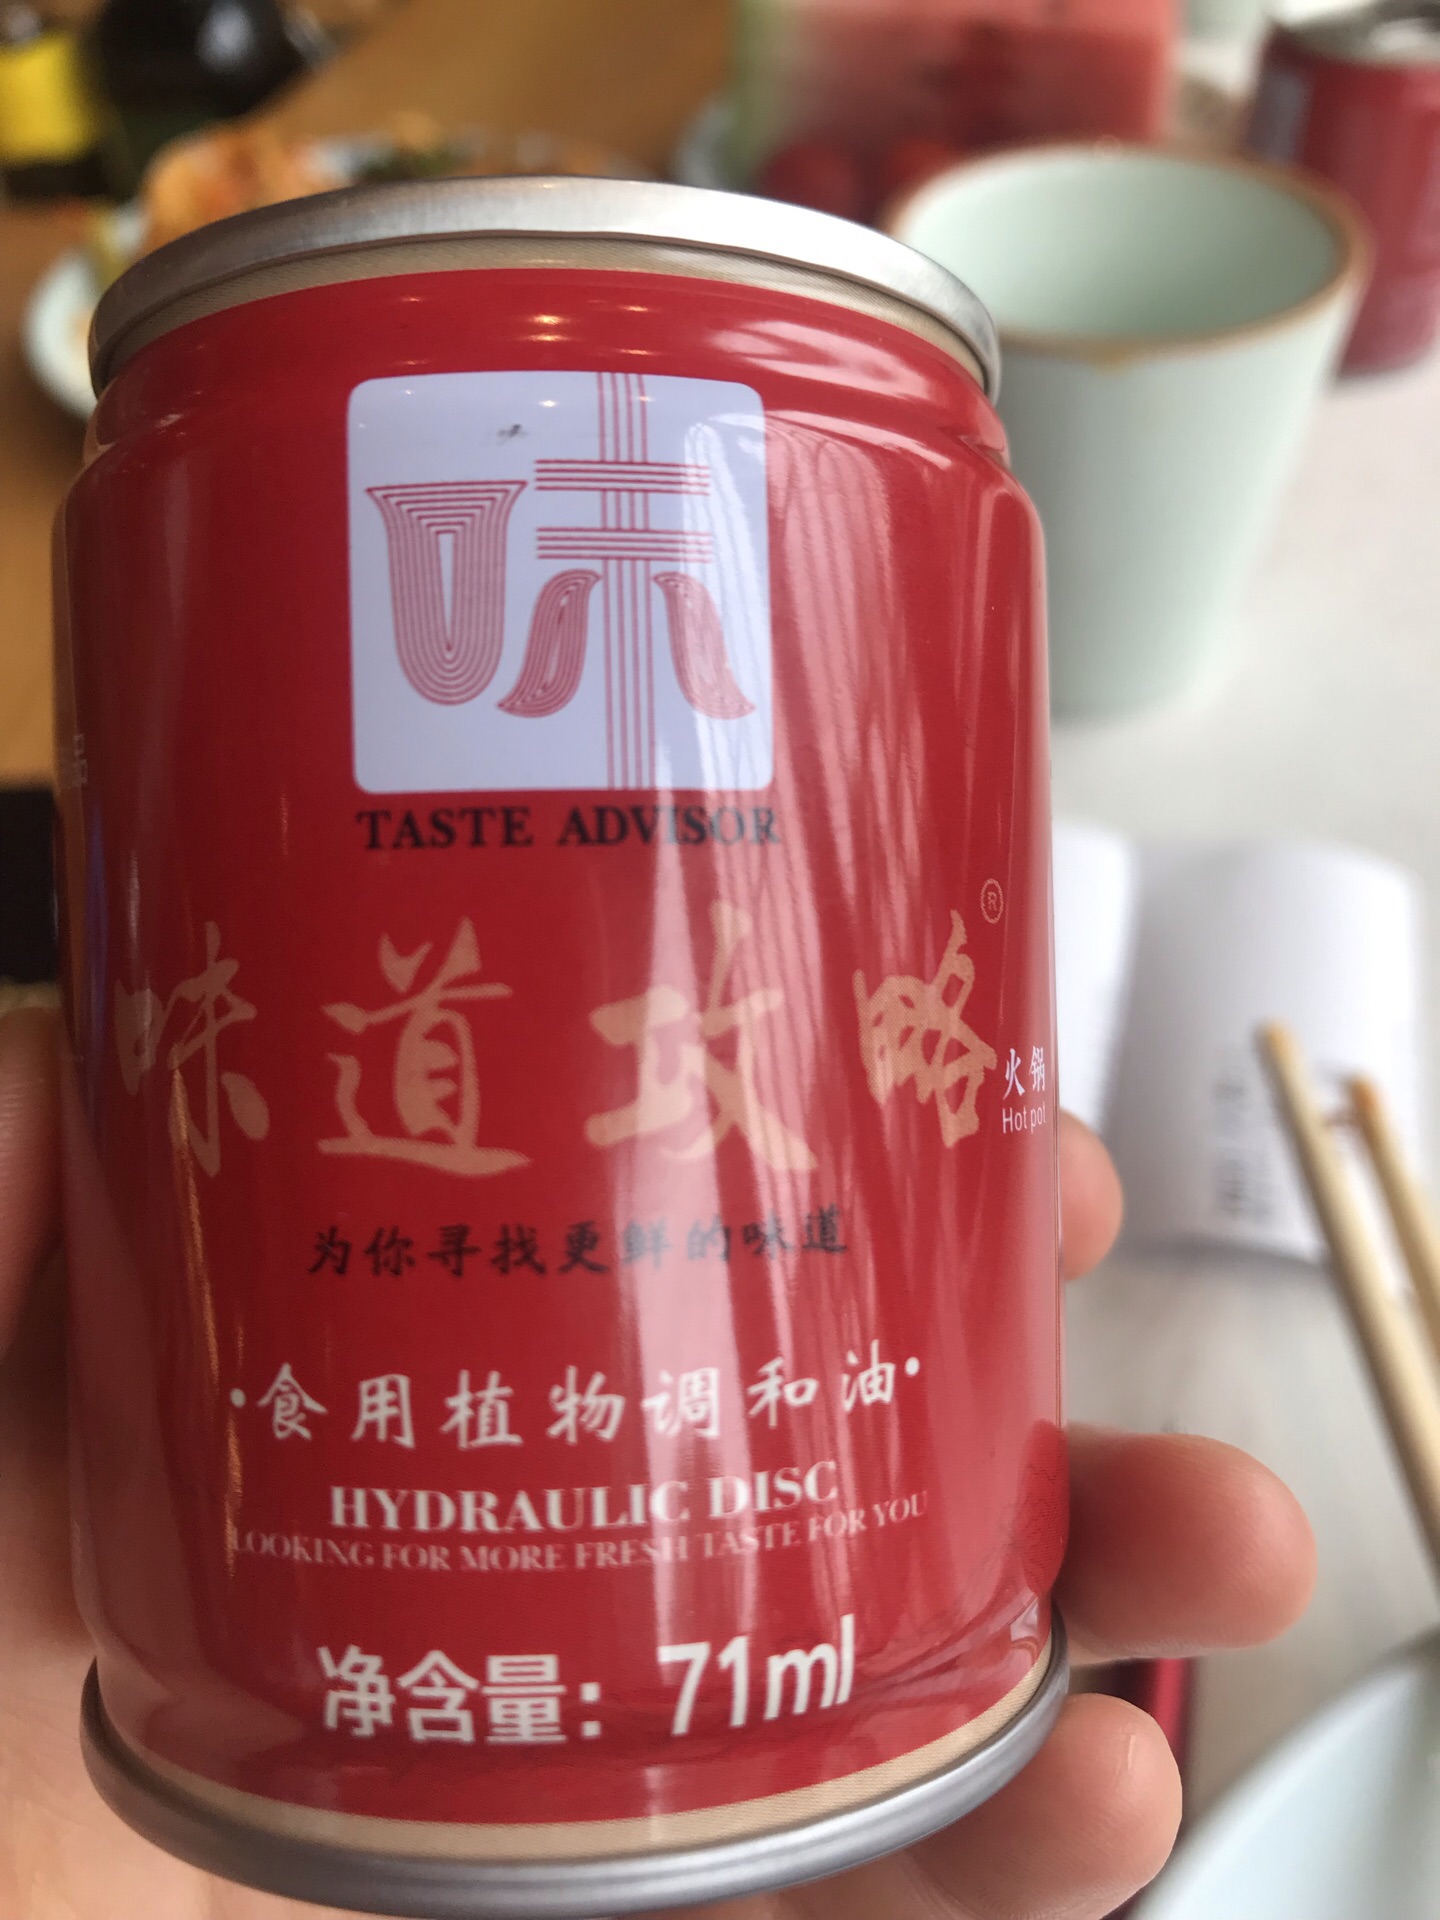 味
TASTE ADVISOR
味道攻略®
火锅
Hot pot
为你寻找更鲜的味道
·食用植物调和油·
HYDRAULIC DISC
LOOKING FOR MORE FRESH TASTE FOR YOU
净含量：71ml
品